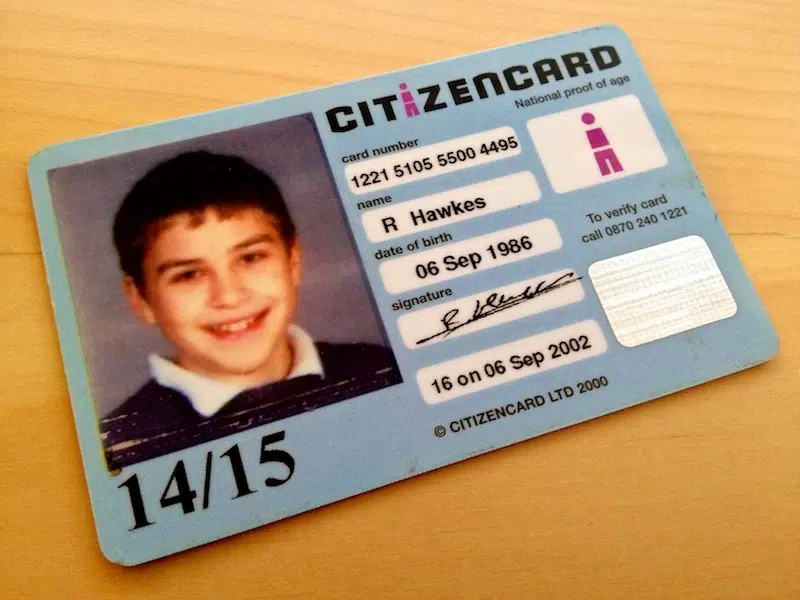 CITIZENCARD
National proof of age
card number
1221 5105 5500 4495
name
R Hawkes
date of birth
06 Sep 1986
To verify card
call 0870 240 1221
signature
16 on 06 Sep 2002
© CITIZENCARD LTD 2000
14/15